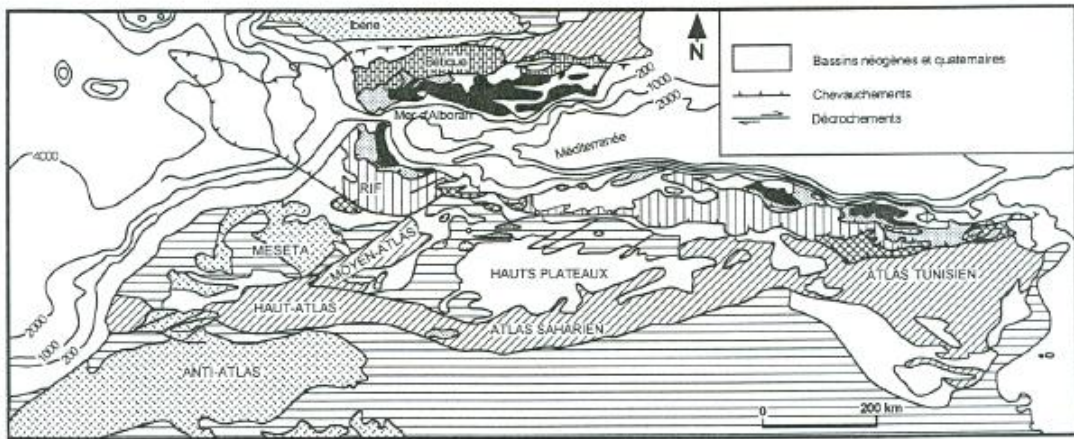 Ibérie
N
Bétique
200
1000
2000
Mer d'Alboran
Méditerranée
Bassins néogènes et quaternaires
Chevauchements
Décrochements
4000
RIF
MESETA
MOYEN-ATLAS
HAUTS PLATEAUX
ATLAS TUNISIEN
HAUT-ATLAS
ATLAS SAHARIEN
2000
1000
200
ANTI-ATLAS
0 200 km